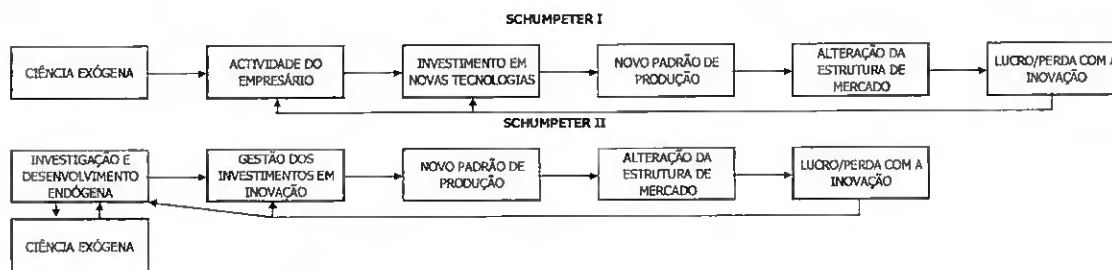 SCHUMPETER I
CIÊNCIA EXÓGENA
ACTIVIDADE DO
EMPRESÁRIO
INVESTIMENTO EM
NOVAS TECNOLOGIAS
NOVO PADRÃO DE
PRODUÇÃO
ALTERAÇÃO DA
ESTRUTURA DE
MERCADO
LUCRO/PERDA COM A
INOVAÇÃO
SCHUMPETER II
INVESTIGAÇÃO E
DESENVOLVIMENTO
ENDÓGENA
GESTÃO DOS
INVESTIMENTOS EM
INOVAÇÃO
NOVO PADRÃO DE
PRODUÇÃO
ALTERAÇÃO DA
ESTRUTURA DE
MERCADO
LUCRO/PERDA COM A
INOVAÇÃO
CIÊNCIA EXÓGENA